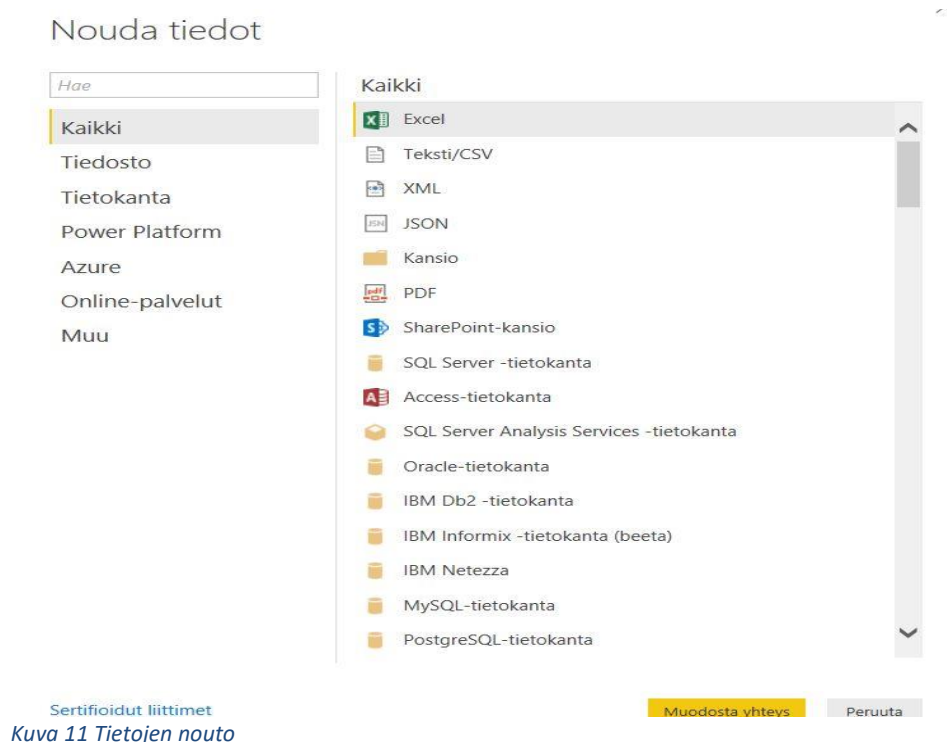 Nouda tiedot
Hae
Kaikki
Tiedosto
Tietokanta
Power Platform
Azure
Online-palvelut
Muu
Kaikki
Excel
Teksti/CSV
XML
JSON
Kansio
PDF
SharePoint-kansio
SQL Server -tietokanta
Access-tietokanta
SQL Server Analysis Services -tietokanta
Oracle-tietokanta
IBM Db2 -tietokanta
IBM Informix -tietokanta (beeta)
IBM Netezza
MySQL-tietokanta
PostgreSQL-tietokanta
Sertifioidut liittimet
Muodosta yhteys
Peruuta
Kuva 11 Tietojen nouto